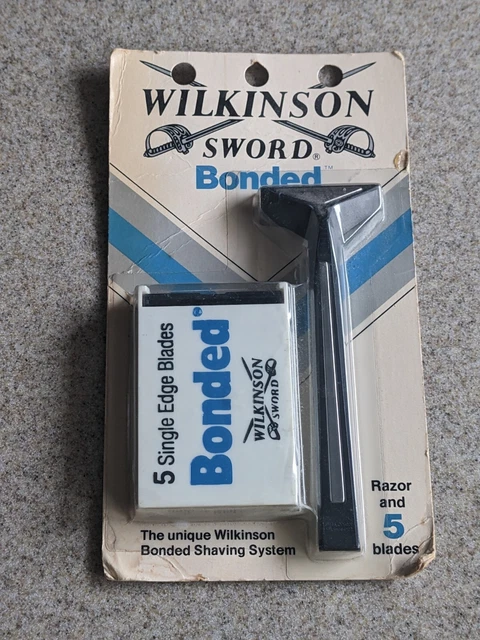 WILKINSON
SWORD®
Bonded™
5 Single Edge Blades
Bonded®
WILKINSON
SWORD
Razor
and
5
blades
The unique Wilkinson
Bonded Shaving System